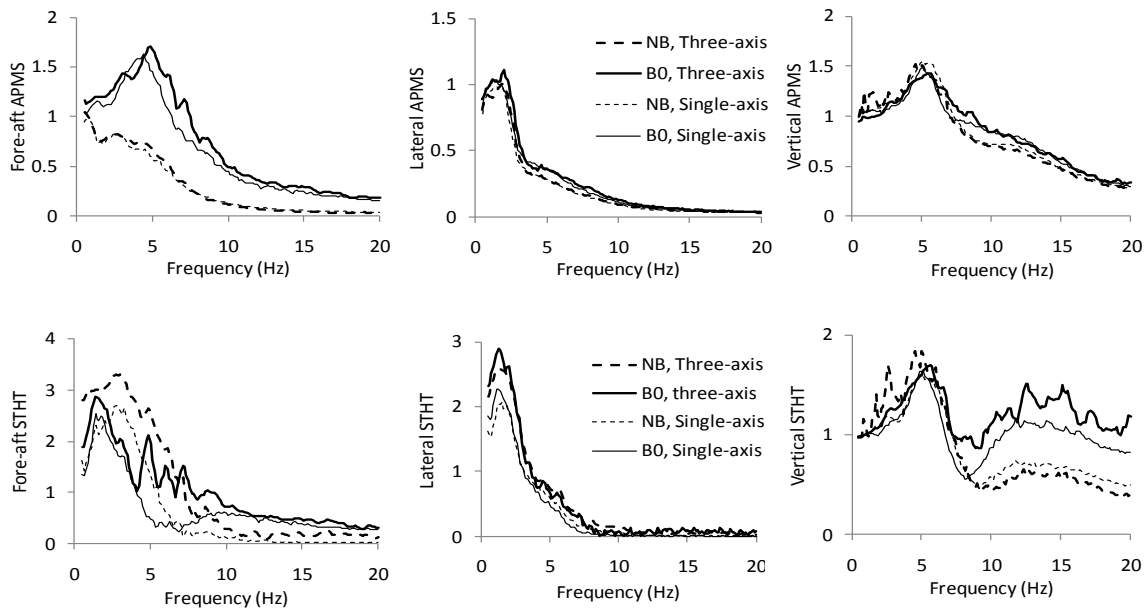 Fore-aft APMS
2
1.5
1
0.5
0
0 5 10 15 20
Frequency (Hz)
Lateral APMS
1.5
1
0.5
0
0 5 10 15 20
Frequency (Hz)
NB, Three-axis
B0, Three-axis
NB, Single-axis
B0, Single-axis
Vertical APMS
2
1.5
1
0.5
0
0 5 10 15 20
Frequency (Hz)
Fore-aft STHT
4
3
2
1
0
0 5 10 15 20
Frequency (Hz)
Lateral STHT
3
2
1
0
0 5 10 15 20
Frequency (Hz)
NB, Three-axis
B0, three-axis
NB, Single-axis
B0, Single-axis
Vertical STHT
2
1
0
0 5 10 15 20
Frequency (Hz)